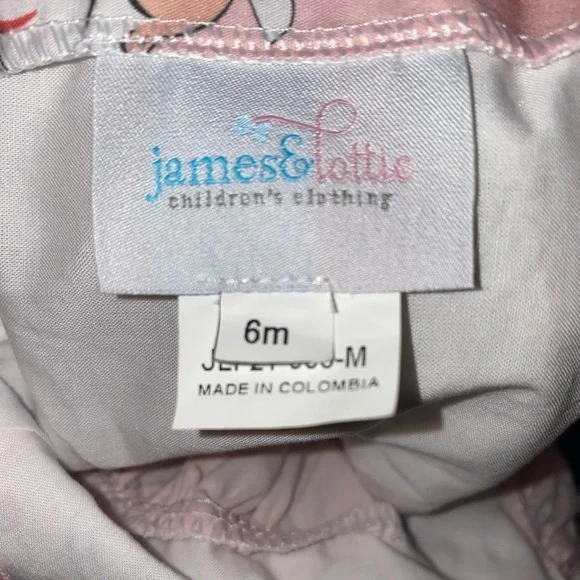 james&lottie
children's clothing
6m
MADE IN COLOMBIA